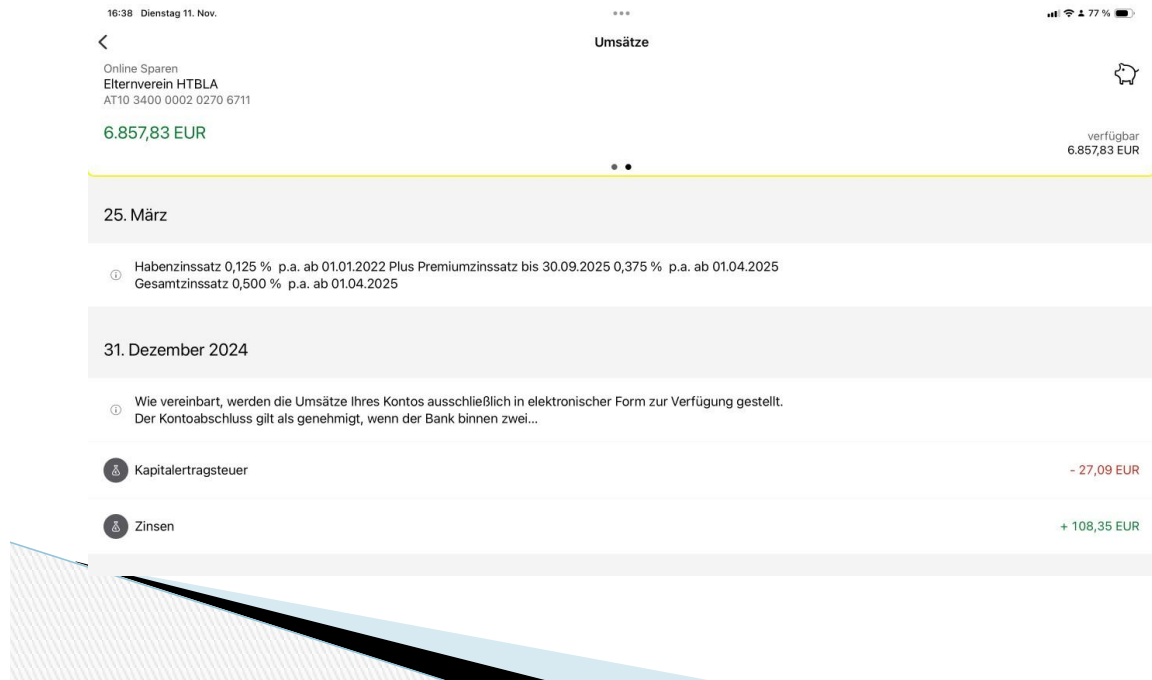 16:38 Dienstag 11. Nov.
77 %
Umsätze
Online Sparen
Elternverein HTBLA
AT10 3400 0002 0270 6711
6.857,83 EUR
verfügbar
6.857,83 EUR
25. März
Habenzinssatz 0,125 % p.a. ab 01.01.2022 Plus Premiumzinssatz bis 30.09.2025 0,375 % p.a. ab 01.04.2025
Gesamtzinssatz 0,500 % p.a. ab 01.04.2025
31. Dezember 2024
Wie vereinbart, werden die Umsätze Ihres Kontos ausschließlich in elektronischer Form zur Verfügung gestellt.
Der Kontoabschluss gilt als genehmigt, wenn der Bank binnen zwei...
Kapitalertragsteuer
- 27,09 EUR
Zinsen
+ 108,35 EUR